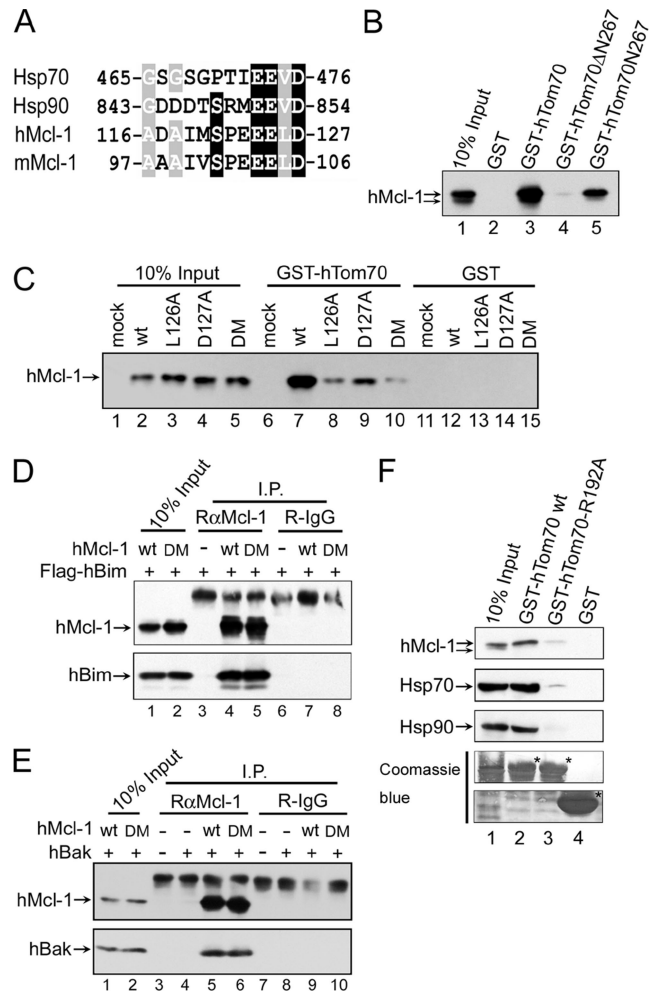 A
Hsp70 465-GSGSGPTIEEVD-476
Hsp90 843-GDDDTSRMEEVD-854
hMcl-1 116-ADAIMSPEEELD-127
mMcl-1 97-AAAIVSPEEELD-106
B
10% Input GST GST-hTom70 GST-hTom70ΔN267 GST-hTom70N267
hMcl-1
1 2 3 4 5
C
10% Input GST-hTom70 GST
mock wt L126A D127A DM mock wt L126A D127A DM mock wt L126A D127A DM
hMcl-1
1 2 3 4 5 6 7 8 9 10 11 12 13 14 15
D
10% Input I.P.
RαMcl-1 R-IgG
hMcl-1 wt DM - wt DM - wt DM
Flag-hBim + + + + + + + +
hMcl-1
hBim
1 2 3 4 5 6 7 8
E
10% Input I.P.
RαMcl-1 R-IgG
hMcl-1 wt DM - - wt DM - - wt DM
hBak + + - + + + - + + +
hMcl-1
hBak
1 2 3 4 5 6 7 8 9 10
F
10% Input GST-hTom70 wt GST-hTom70-R192A GST
hMcl-1
Hsp70
Hsp90
Coomassie * *
blue *
1 2 3 4